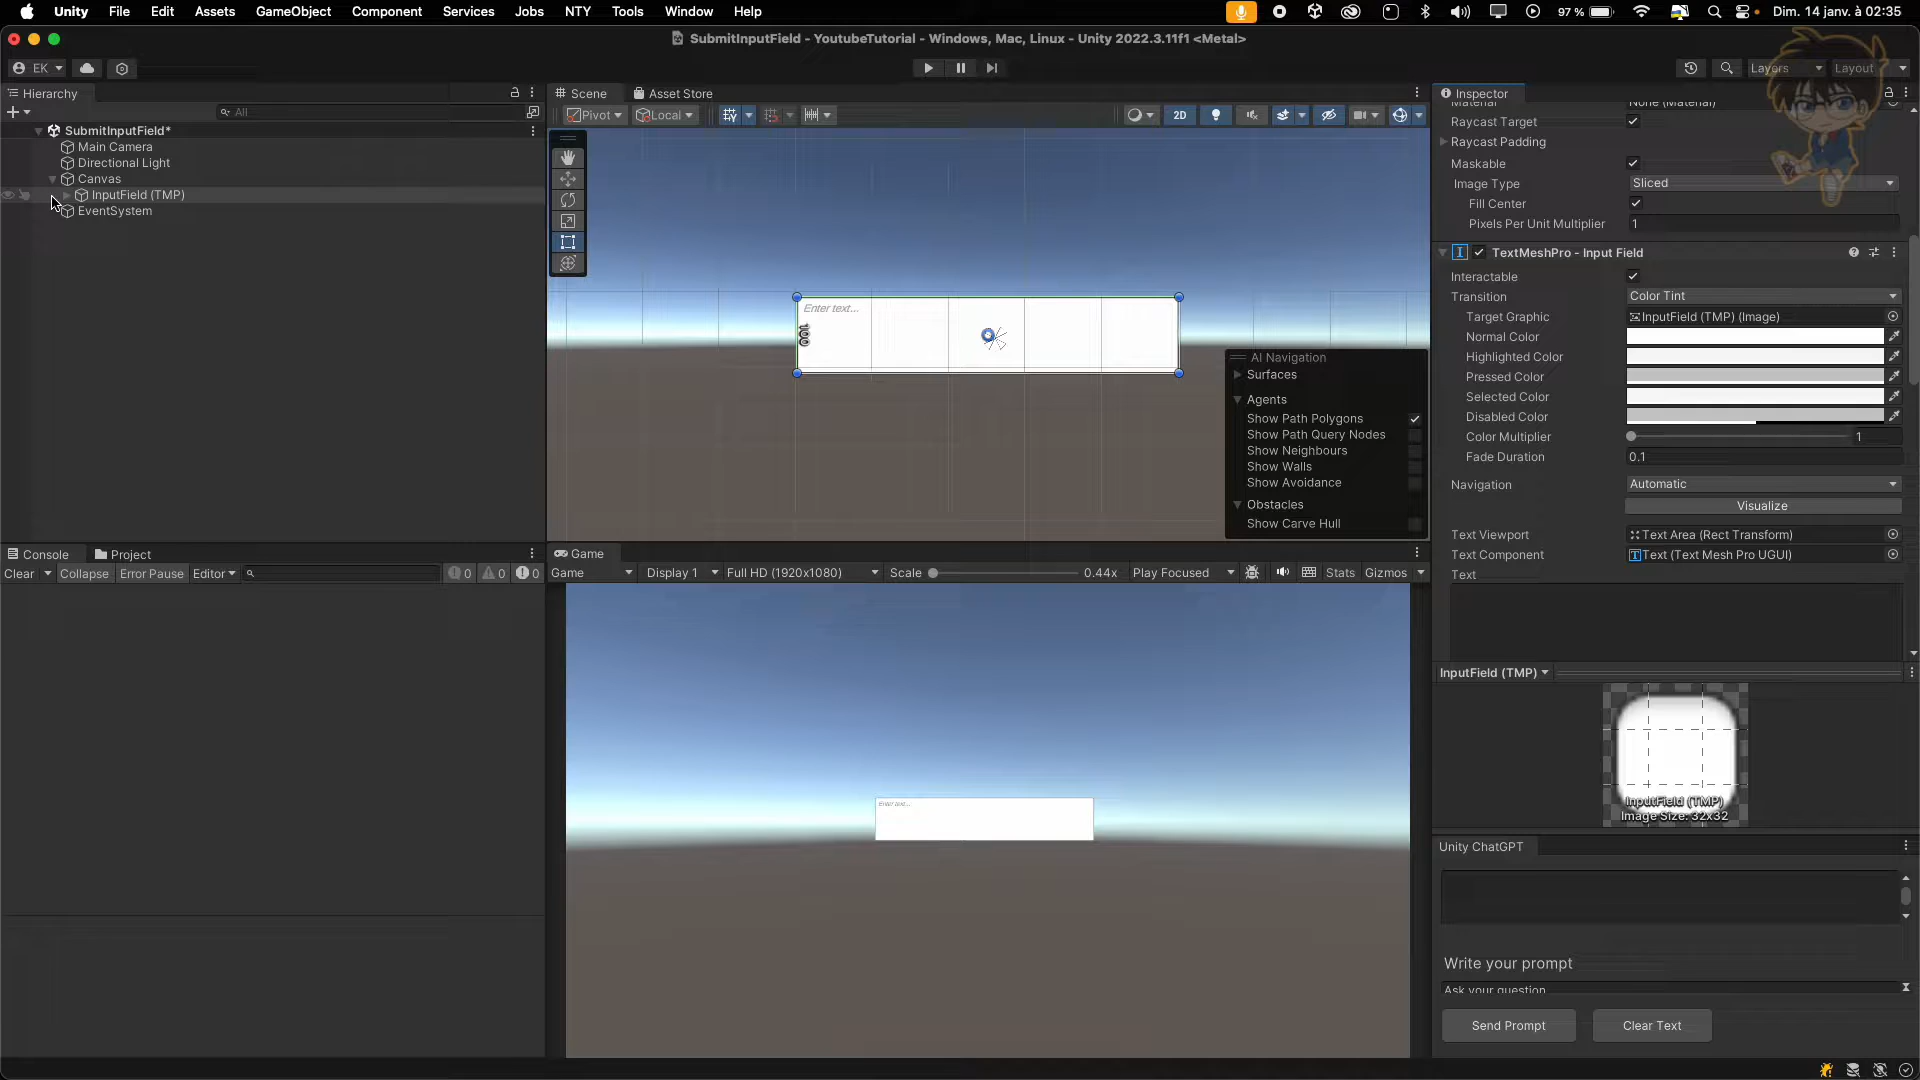 Unity File Edit Assets GameObject Component Services Jobs NTY Tools Window Help 97 % Dim. 14 janv. à 02:35
SubmitInputField - YoutubeTutorial - Windows, Mac, Linux - Unity 2022.3.11f1 <Metal>
EK Layers Layout
Hierarchy
All
SubmitInputField*
Main Camera
Directional Light
Canvas
InputField (TMP)
EventSystem
Scene Asset Store
Pivot Local 2D
Enter text...
100
AI Navigation
Surfaces
Agents
Show Path Polygons
Show Path Query Nodes
Show Neighbours
Show Walls
Show Avoidance
Obstacles
Show Carve Hull
Inspector
Material None (Material)
Raycast Target
Raycast Padding
Maskable
Image Type Sliced
Fill Center
Pixels Per Unit Multiplier 1
TextMeshPro - Input Field
Interactable
Transition Color Tint
Target Graphic InputField (TMP) (Image)
Normal Color
Highlighted Color
Pressed Color
Selected Color
Disabled Color
Color Multiplier 1
Fade Duration 0.1
Navigation Automatic
Visualize
Text Viewport Text Area (Rect Transform)
Text Component Text (Text Mesh Pro UGUI)
Text
InputField (TMP)
InputField (TMP)
Image Size: 32x32
Unity ChatGPT
Write your prompt
Ask your question
Send Prompt Clear Text
Console Project
Clear Collapse Error Pause Editor 0 0 0
Game
Game Display 1 Full HD (1920x1080) Scale 0.44x Play Focused Stats Gizmos
Enter text...